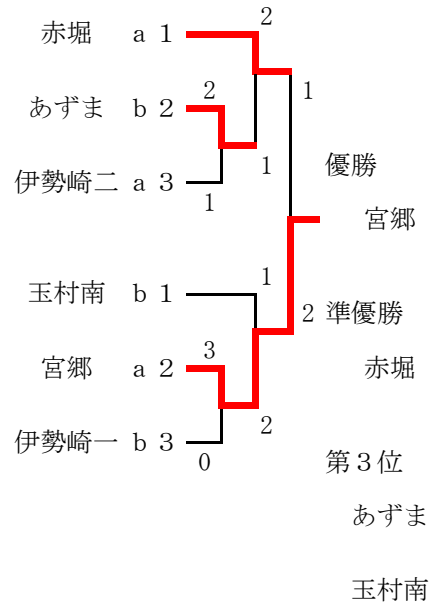 2
赤堀 a 1
1
2
あずま b 2
1
優勝
伊勢崎二 a 3
1
宮郷
1
玉村南 b 1
2 準優勝
3
宮郷 a 2
赤堀
2
伊勢崎一 b 3
0
第３位
あずま
玉村南